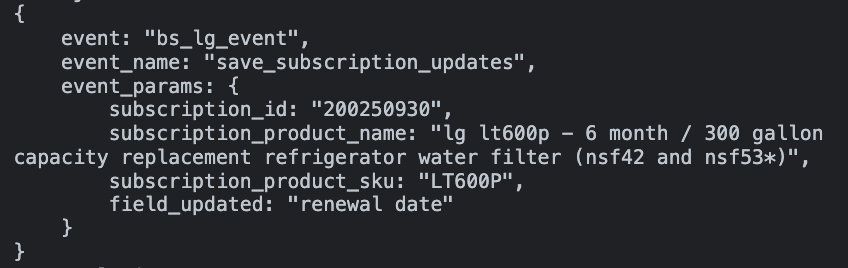 {
    event: "bs_lg_event",
    event_name: "save_subscription_updates",
    event_params: {
        subscription_id: "200250930",
        subscription_product_name: "lg lt600p – 6 month / 300 gallon
capacity replacement refrigerator water filter (nsf42 and nsf53*)",
        subscription_product_sku: "LT600P",
        field_updated: "renewal date"
    }
}